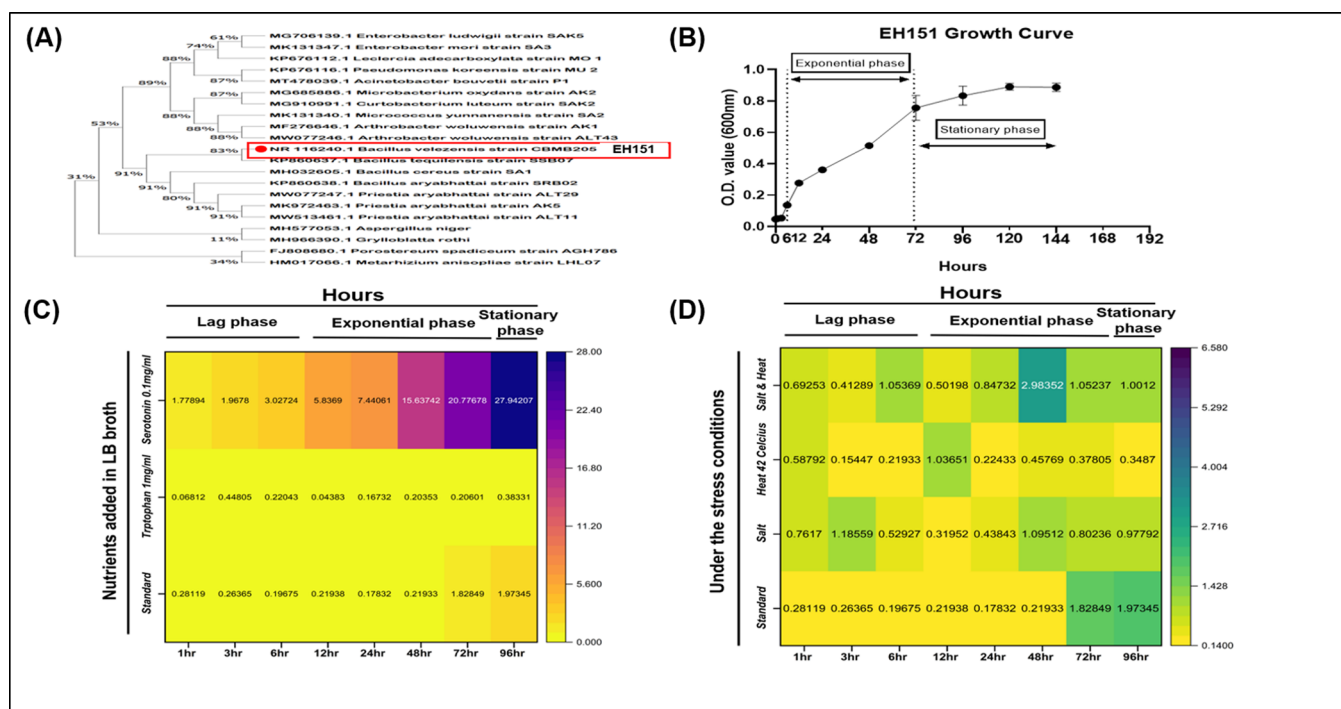 (A)
61%
MG706139.1 Enterobacter ludwigii strain SAK5
74%
MK131347.1 Enterobacter mori strain SA3
KP676112.1 Leclercia adecarboxylata strain MO 1
88%
KP676116.1 Pseudomonas koreensis strain MU 2
87%
MT478039.1 Acinetobacter bouvetii strain P1
89%
MG685886.1 Microbacterium oxydans strain AK2
87%
MG910991.1 Curtobacterium luteum strain SAK2
88%
MK131340.1 Micrococcus yunnanensis strain SA2
88%
MF276646.1 Arthrobacter woluwensis strain AK1
88%
MW077246.1 Arthrobacter woluwensis strain ALT43
53%
83%
NR 116240.1 Bacillus velezensis strain CBMB205 EH151
KP860637.1 Bacillus tequilensis strain SSB07
91%
MH032605.1 Bacillus cereus strain SA1
91%
KP860638.1 Bacillus aryabhattai strain SRB02
80%
MW077247.1 Priestia aryabhattai strain ALT29
91%
MK972463.1 Priestia aryabhattai strain AK5
91%
MW513461.1 Priestia aryabhattai strain ALT11
31%
MH577053.1 Aspergillus niger
11%
MH966390.1 Grylloblatta rothi
FJ808680.1 Porostereum spadiceum strain AGH786
34%
HM017066.1 Metarhizium anisopliae strain LHL07
(B)
EH151 Growth Curve
Exponential phase
Stationary phase
O.D. value (600nm)
1.0
0.8
0.6
0.4
0.2
0.0
0 6 12 24 48 72 96 120 144 168 192
Hours
(C)
Hours
Lag phase Exponential phase Stationary phase
Nutrients added in LB broth
Serotonin 0.1mg/ml
1.77894 1.9678 3.02724 5.8369 7.44061 15.63742 20.77678 27.94207
Trptophan 1mg/ml
0.06812 0.44805 0.22043 0.04383 0.16732 0.20353 0.20601 0.38331
Standard
0.28119 0.26365 0.19675 0.21938 0.17832 0.21933 1.82849 1.97345
1hr 3hr 6hr 12hr 24hr 48hr 72hr 96hr
28.00
22.40
16.80
11.20
5.600
0.000
(D)
Hours
Lag phase Exponential phase Stationary phase
Under the stress conditions
Salt & Heat
0.69253 0.41289 1.05369 0.50198 0.84732 2.98352 1.05237 1.0012
Heat 42 Celcius
0.58792 0.15447 0.21933 1.03651 0.22433 0.45769 0.37805 0.3487
Salt
0.7617 1.18559 0.52927 0.31952 0.43843 1.09512 0.80236 0.97792
Standard
0.28119 0.26365 0.19675 0.21938 0.17832 0.21933 1.82849 1.97345
1hr 3hr 6hr 12hr 24hr 48hr 72hr 96hr
6.580
5.292
4.004
2.716
1.428
0.1400